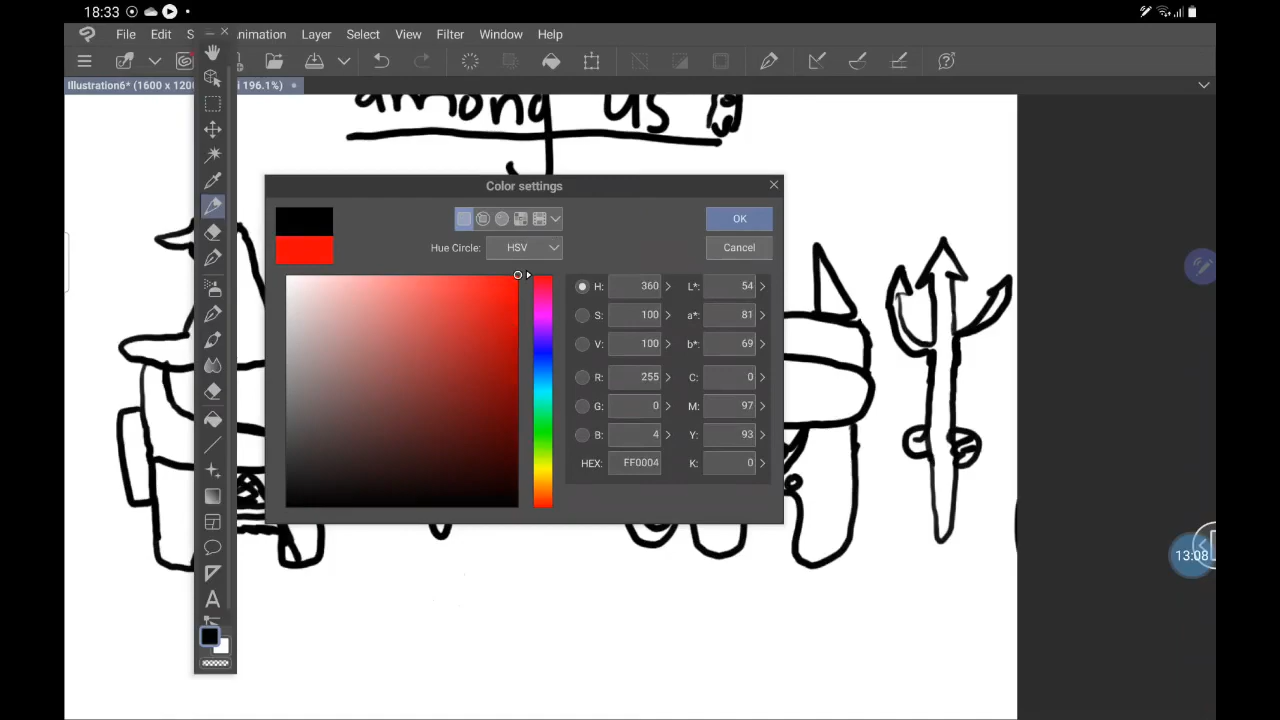 18:33
File Edit S nimation Layer Select View Filter Window Help
Illustration6* (1600 x 120 i 196.1%)
among us
Color settings
OK
Hue Circle: HSV Cancel
H: 360 L*: 54
S: 100 a*: 81
V: 100 b*: 69
R: 255 C: 0
G: 0 M: 97
B: 4 Y: 93
HEX: FF0004 K: 0
13:08
A